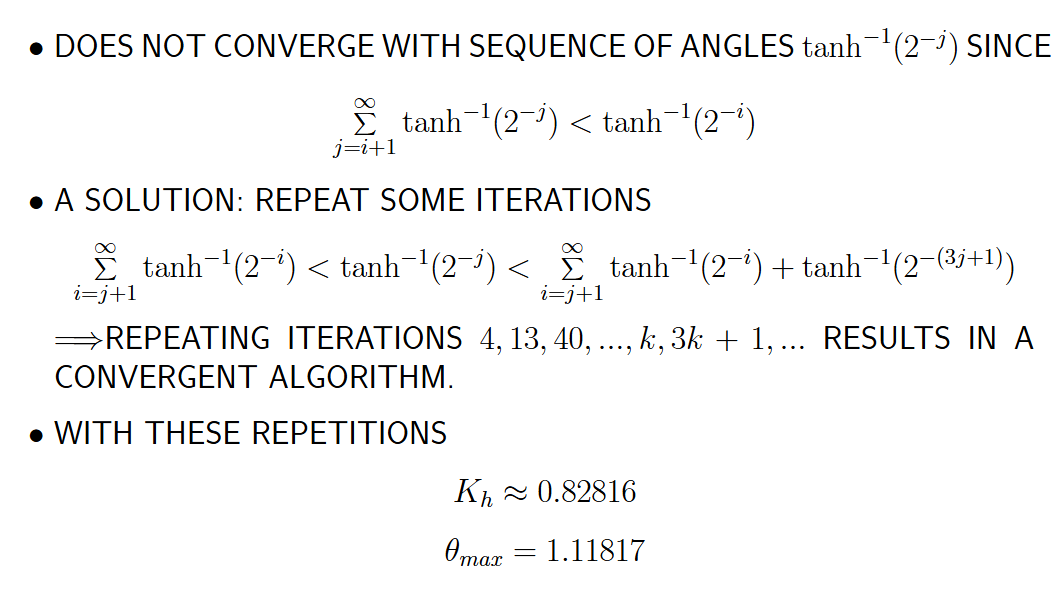 • DOES NOT CONVERGE WITH SEQUENCE OF ANGLES tanh⁻¹(2⁻ʲ) SINCE
∑_{j=i+1}^{∞} tanh⁻¹(2⁻ʲ) < tanh⁻¹(2⁻ⁱ)
• A SOLUTION: REPEAT SOME ITERATIONS
∑_{i=j+1}^{∞} tanh⁻¹(2⁻ⁱ) < tanh⁻¹(2⁻ʲ) < ∑_{i=j+1}^{∞} tanh⁻¹(2⁻ⁱ) + tanh⁻¹(2^{−(3j+1)})
⟹REPEATING ITERATIONS 4, 13, 40, ..., k, 3k + 1, ... RESULTS IN A
CONVERGENT ALGORITHM.
• WITH THESE REPETITIONS
K_h ≈ 0.82816
θ_{max} = 1.11817